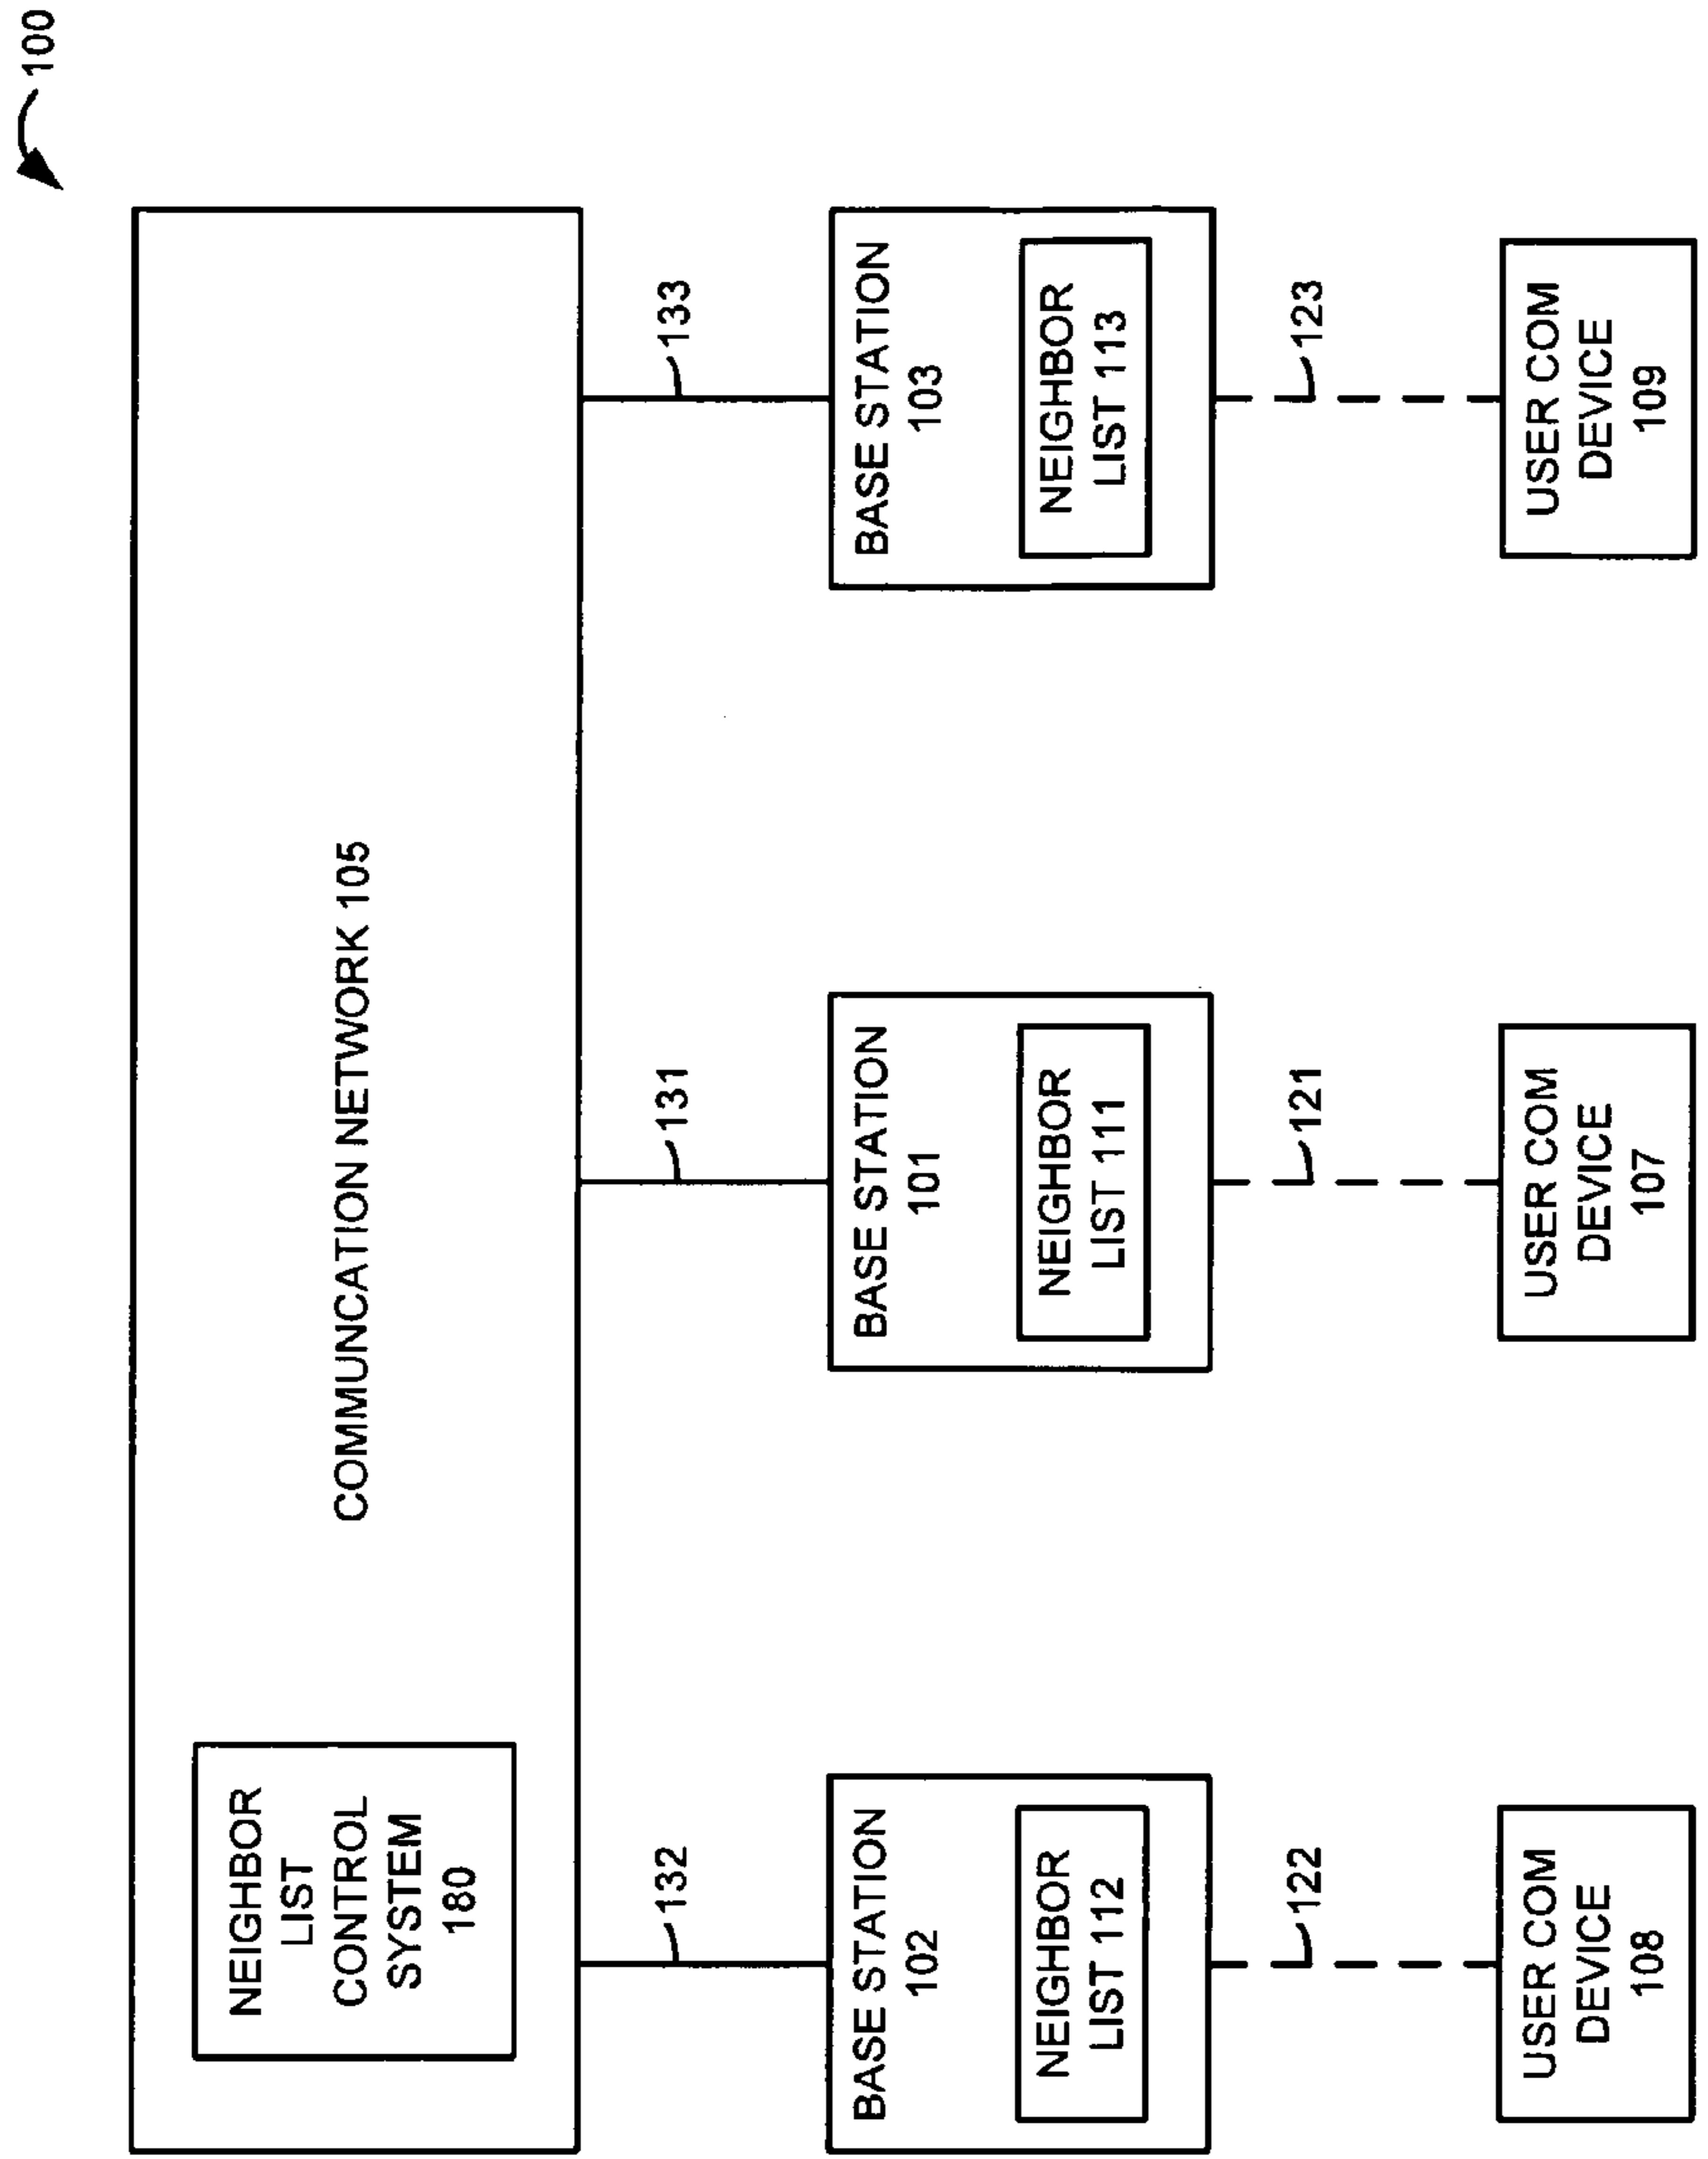 100
NEIGHBOR
LIST
CONTROL
SYSTEM
180
COMMUNCATION NETWORK 105
132
131
133
BASE STATION
102
NEIGHBOR
LIST 112
BASE STATION
101
NEIGHBOR
LIST 111
BASE STATION
103
NEIGHBOR
LIST 113
122
121
123
USER COM
DEVICE
108
USER COM
DEVICE
107
USER COM
DEVICE
109